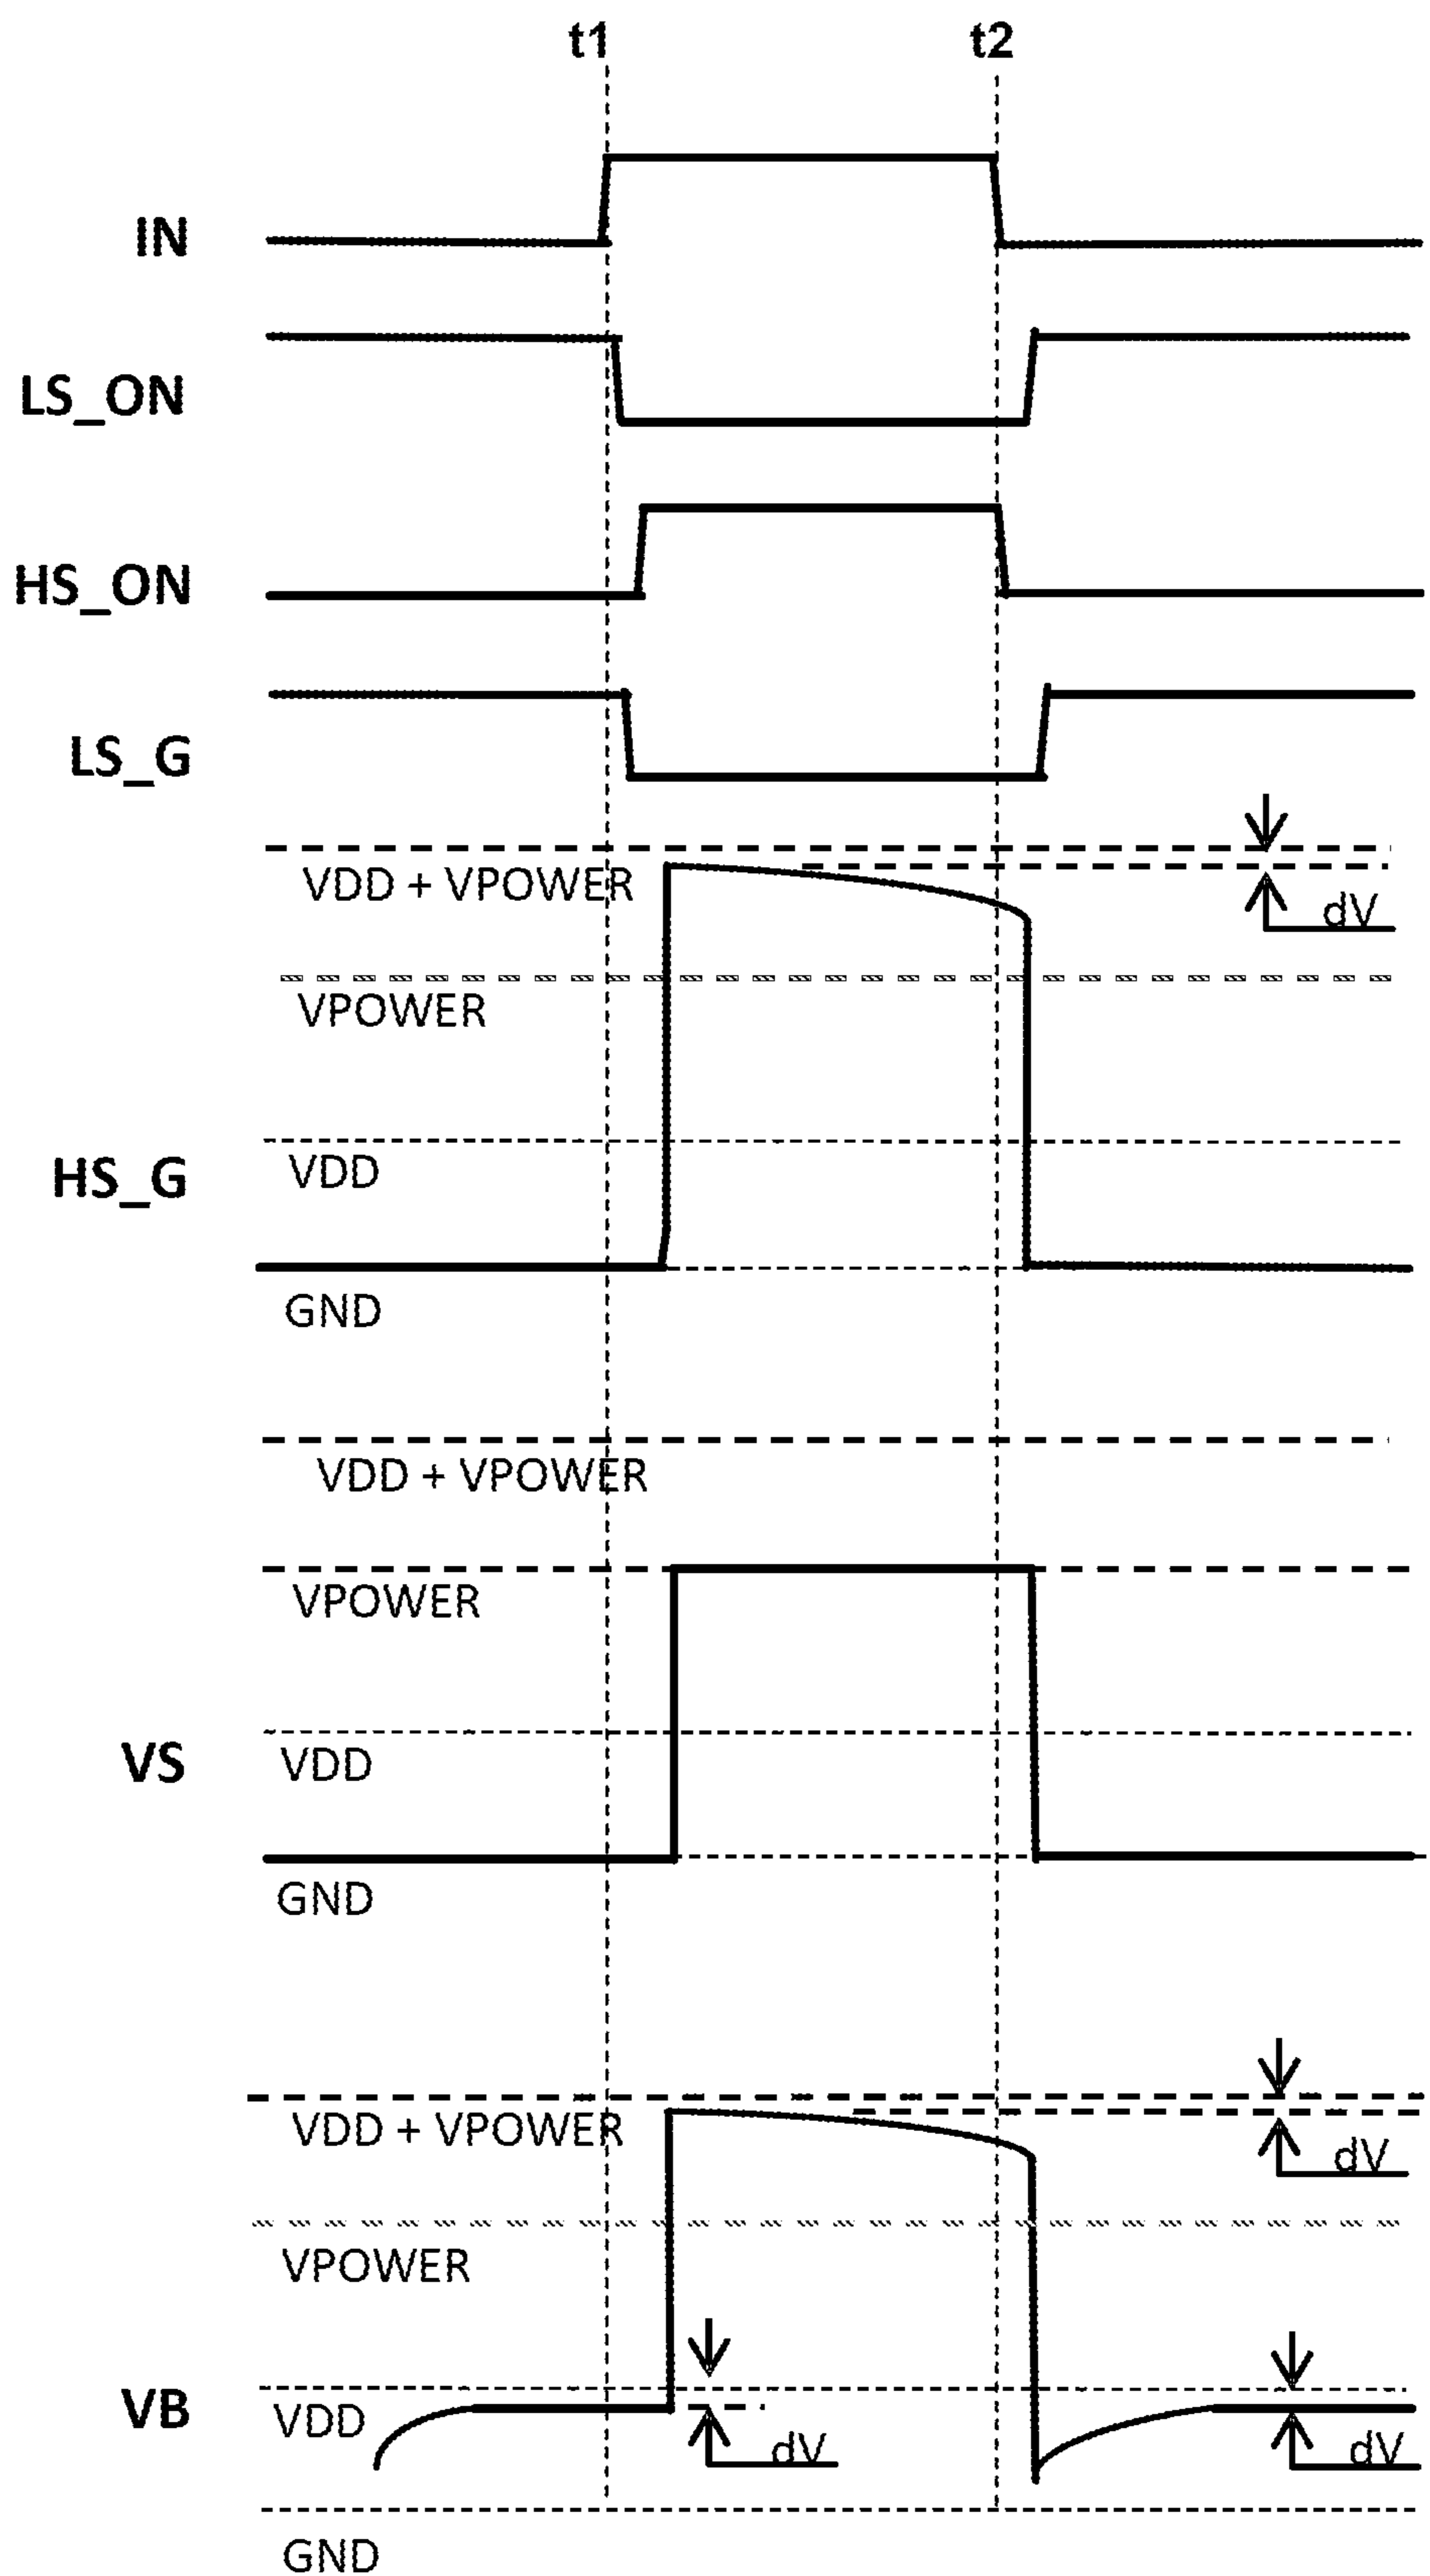 t1 t2
IN
LS_ON
HS_ON
LS_G
VDD + VPOWER
dV
VPOWER
VDD
HS_G
GND
VDD + VPOWER
VPOWER
VDD
VS
GND
VDD + VPOWER
dV
VPOWER
VB
VDD
dV
dV
GND